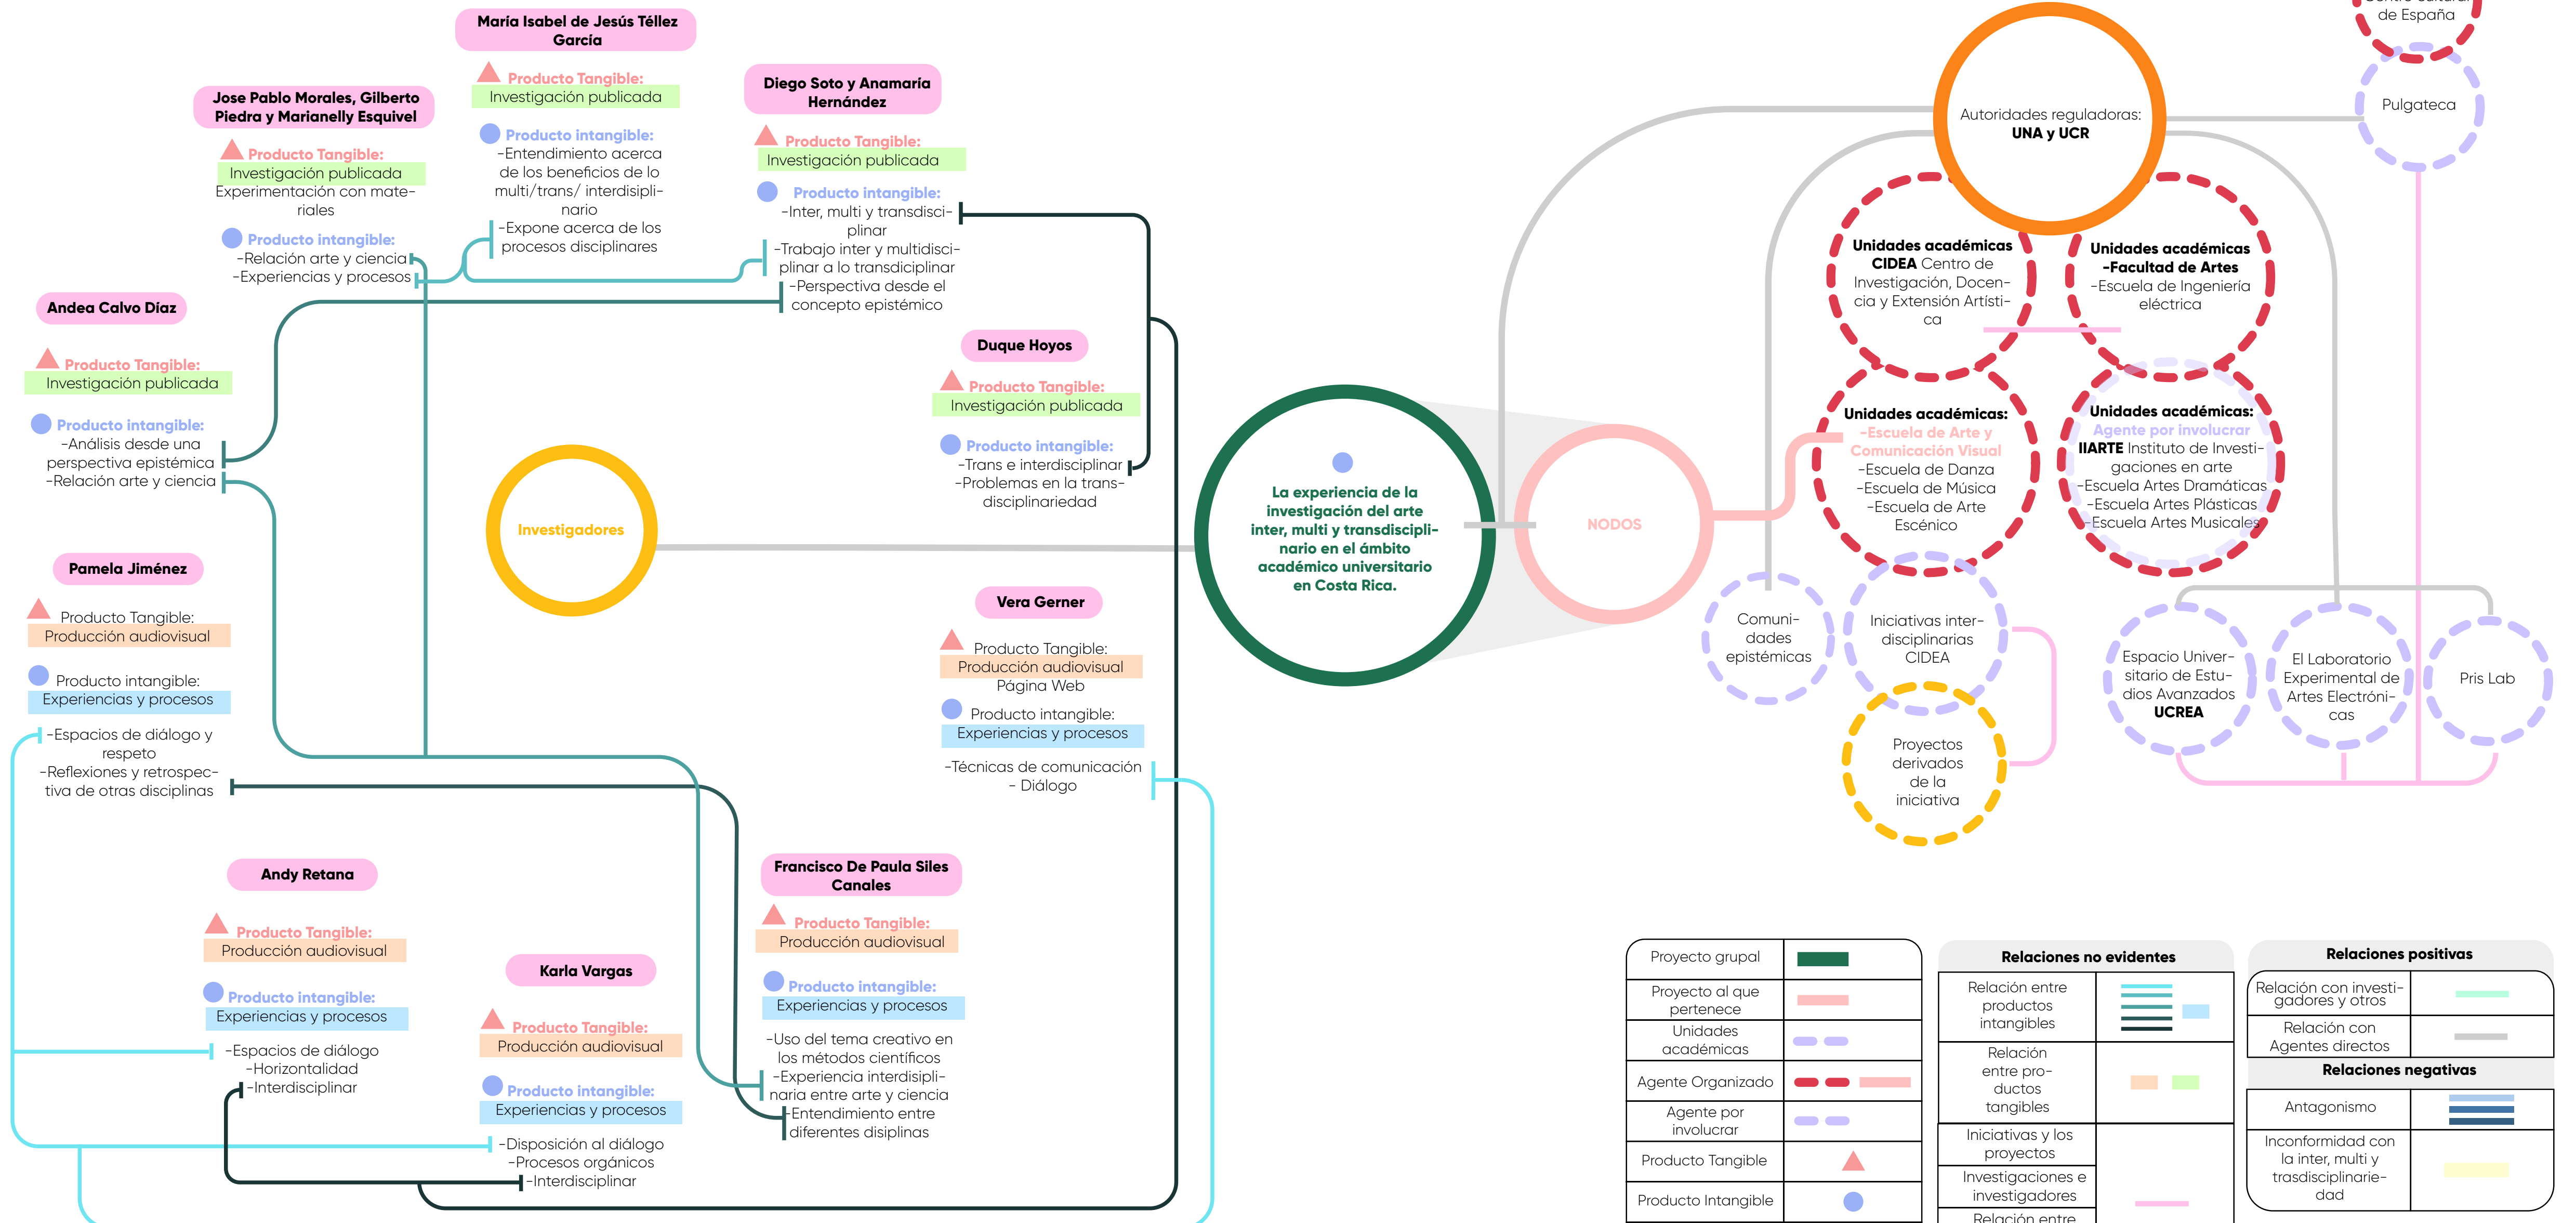 María Isabel de Jesús Téllez
García
Producto Tangible:
Investigación publicada
Producto intangible:
-Entendimiento acerca
de los beneficios de lo
multi/trans/ interdisipli-
nario
-Expone acerca de los
procesos disciplinares
Jose Pablo Morales, Gilberto
Piedra y Marianelly Esquivel
Producto Tangible:
Investigación publicada
Experimentación con mate-
riales
Producto intangible:
-Relación arte y ciencia
-Experiencias y procesos
Diego Soto y Anamaría
Hernández
Producto Tangible:
Investigación publicada
Producto intangible:
-Inter, multi y transdisci-
plinar
-Trabajo inter y multidisci-
plinar a lo transdiciplinar
-Perspectiva desde el
concepto epistémico
Andea Calvo Díaz
Producto Tangible:
Investigación publicada
Producto intangible:
-Análisis desde una
perspectiva epistémica
-Relación arte y ciencia
Duque Hoyos
Producto Tangible:
Investigación publicada
Producto intangible:
-Trans e interdisciplinar
-Problemas en la trans-
disciplinariedad
Investigadores
Pamela Jiménez
Producto Tangible:
Producción audiovisual
Producto intangible:
Experiencias y procesos
-Espacios de diálogo y
respeto
-Reflexiones y retrospec-
tiva de otras disciplinas
Vera Gerner
Producto Tangible:
Producción audiovisual
Página Web
Producto intangible:
Experiencias y procesos
-Técnicas de comunicación
- Diálogo
Andy Retana
Producto Tangible:
Producción audiovisual
Producto intangible:
Experiencias y procesos
-Espacios de diálogo
-Horizontalidad
-Interdisciplinar
Karla Vargas
Producto Tangible:
Producción audiovisual
Producto intangible:
Experiencias y procesos
-Disposición al diálogo
-Procesos orgánicos
-Interdisciplinar
Francisco De Paula Siles
Canales
Producto Tangible:
Producción audiovisual
Producto intangible:
Experiencias y procesos
-Uso del tema creativo en
los métodos científicos
-Experiencia interdisipli-
naria entre arte y ciencia
-Entendimiento entre
diferentes disiplinas
La experiencia de la
investigación del arte
inter, multi y transdiscipli-
nario en el ámbito
académico universitario
en Costa Rica.
NODOS
Autoridades reguladoras:
UNA y UCR
Centro Cultural
de España
Pulgateca
Unidades académicas
CIDEA Centro de
Investigación, Docen-
cia y Extensión Artísti-
ca
Unidades académicas
-Facultad de Artes
-Escuela de Ingeniería
eléctrica
Unidades académicas:
-Escuela de Arte y
Comunicación Visual
-Escuela de Danza
-Escuela de Música
-Escuela de Arte
Escénico
Unidades académicas:
Agente por involucrar
IIARTE Instituto de Investi-
gaciones en arte
-Escuela Artes Dramáticas
-Escuela Artes Plásticas
-Escuela Artes Musicales
Comuni-
dades
epistémicas
Iniciativas inter-
disciplinarias
CIDEA
Proyectos
derivados
de la
iniciativa
Espacio Univer-
sitario de Estu-
dios Avanzados
UCREA
El Laboratorio
Experimental de
Artes Electróni-
cas
Pris Lab
Proyecto grupal
Proyecto al que
pertenece
Unidades
académicas
Agente Organizado
Agente por
involucrar
Producto Tangible
Producto Intangible
Relaciones no evidentes
Relación entre
productos
intangibles
Relación
entre pro-
ductos
tangibles
Iniciativas y los
proyectos
Investigaciones e
investigadores
Relación entre
Relaciones positivas
Relación con investi-
gadores y otros
Relación con
Agentes directos
Relaciones negativas
Antagonismo
Inconformidad con
la inter, multi y
trasdisciplinarie-
dad